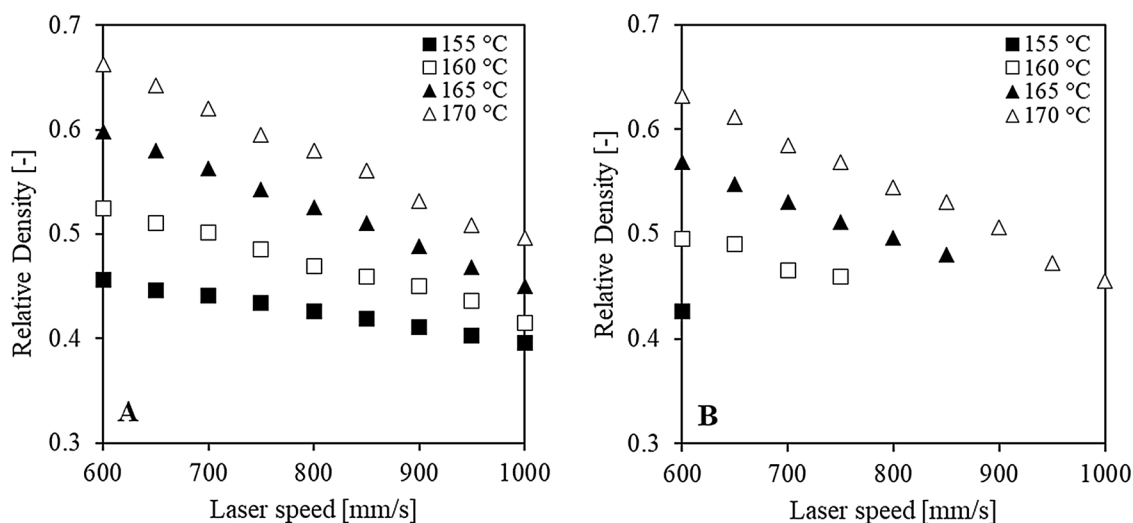 0.7
0.6
0.5
0.4
0.3
600
700
800
900
1000
Relative Density [-]
Laser speed [mm/s]
155 °C
160 °C
165 °C
170 °C
A
0.7
0.6
0.5
0.4
0.3
600
700
800
900
1000
Relative Density [-]
Laser speed [mm/s]
155 °C
160 °C
165 °C
170 °C
B